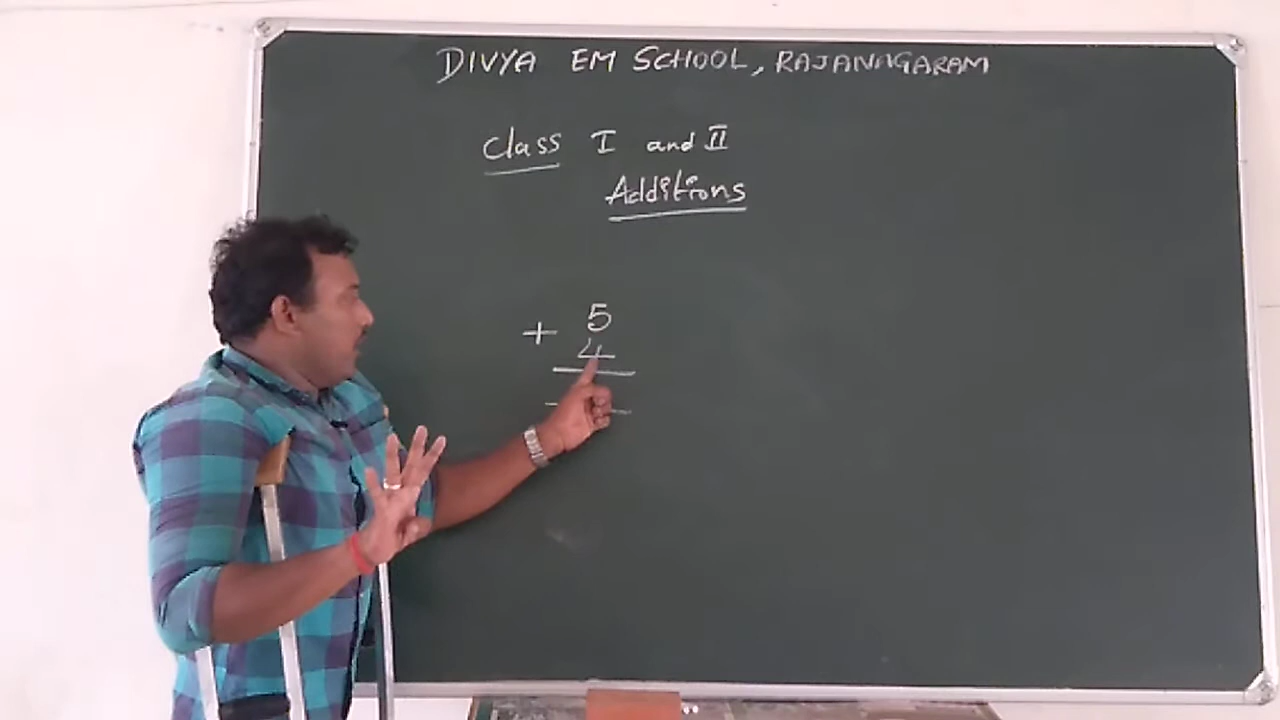 DIVYA EM SCHOOL, RAJANAGARAM
Class I and II
Additions
5
+ 4